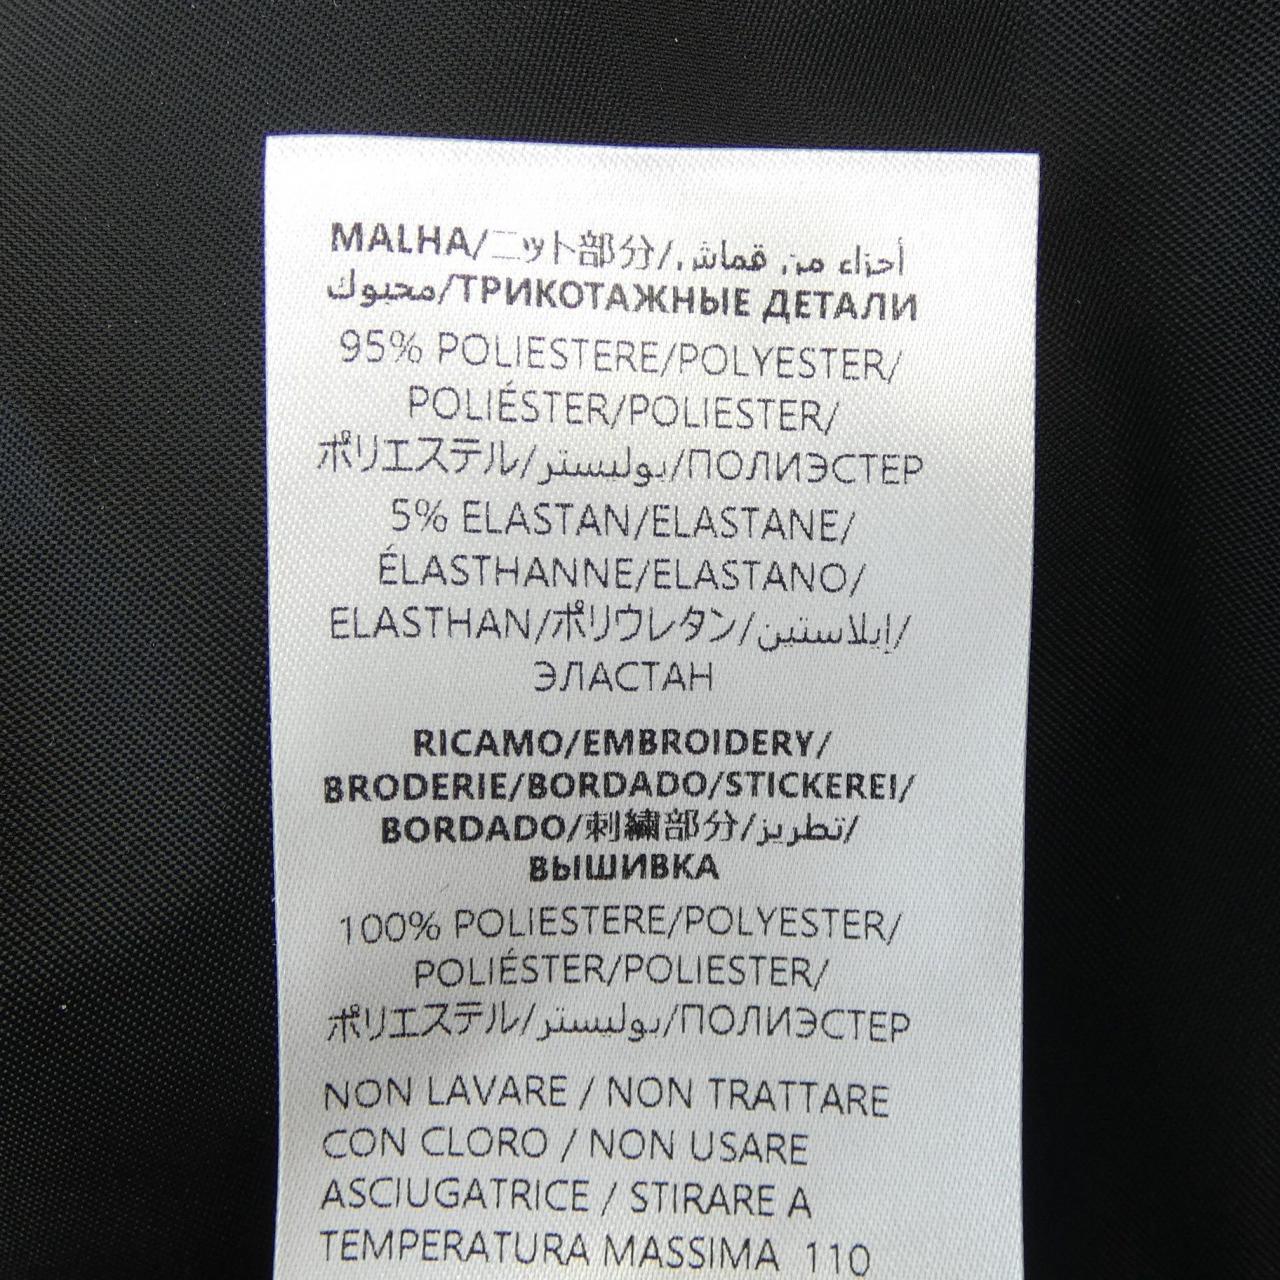 MALHA/ニット部分/أجزاء من قماش
محبوك/ТРИКОТАЖНЫЕ ДЕТАЛИ
95% POLIESTERE/POLYESTER/
POLIÉSTER/POLIESTER/
ポリエステル/بوليستر/ПОЛИЭСТЕР
5% ELASTAN/ELASTANE/
ÉLASTHANNE/ELASTANO/
ELASTHAN/ポリウレタン/إيلاستين/
ЭЛАСТАН
RICAMO/EMBROIDERY/
BRODERIE/BORDADO/STICKEREI/
BORDADO/刺繍部分/تطريز/
ВЫШИВКА
100% POLIESTERE/POLYESTER/
POLIÉSTER/POLIESTER/
ポリエステル/بوليستر/ПОЛИЭСТЕР
NON LAVARE / NON TRATTARE
CON CLORO / NON USARE
ASCIUGATRICE / STIRARE A
TEMPERATURA MASSIMA 110